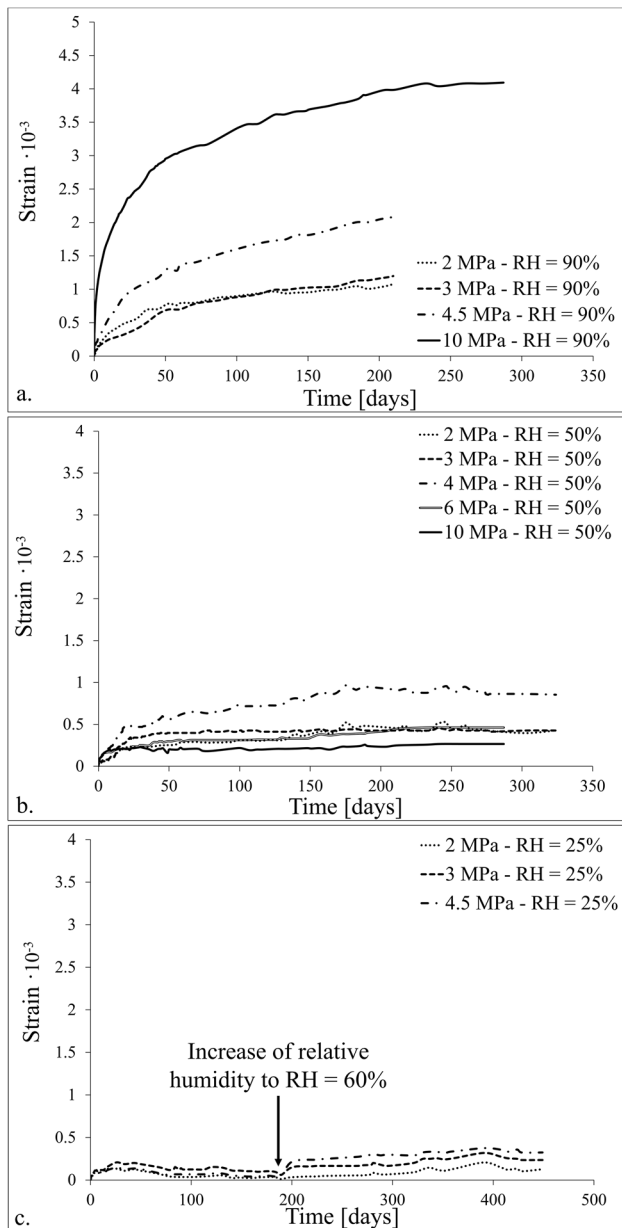 5
4.5
4
3.5
3
2.5
2
1.5
1
0.5
0
Strain ·10-3
2 MPa - RH = 90%
3 MPa - RH = 90%
4.5 MPa - RH = 90%
10 MPa - RH = 90%
0 50 100 150 200 250 300 350
Time [days]
a.
4
3.5
3
2.5
2
1.5
1
0.5
0
Strain ·10-3
2 MPa - RH = 50%
3 MPa - RH = 50%
4 MPa - RH = 50%
6 MPa - RH = 50%
10 MPa - RH = 50%
0 50 100 150 200 250 300 350
Time [days]
b.
4
3.5
3
2.5
2
1.5
1
0.5
0
Strain ·10-3
2 MPa - RH = 25%
3 MPa - RH = 25%
4.5 MPa - RH = 25%
Increase of relative
humidity to RH = 60%
0 100 200 300 400 500
Time [days]
c.